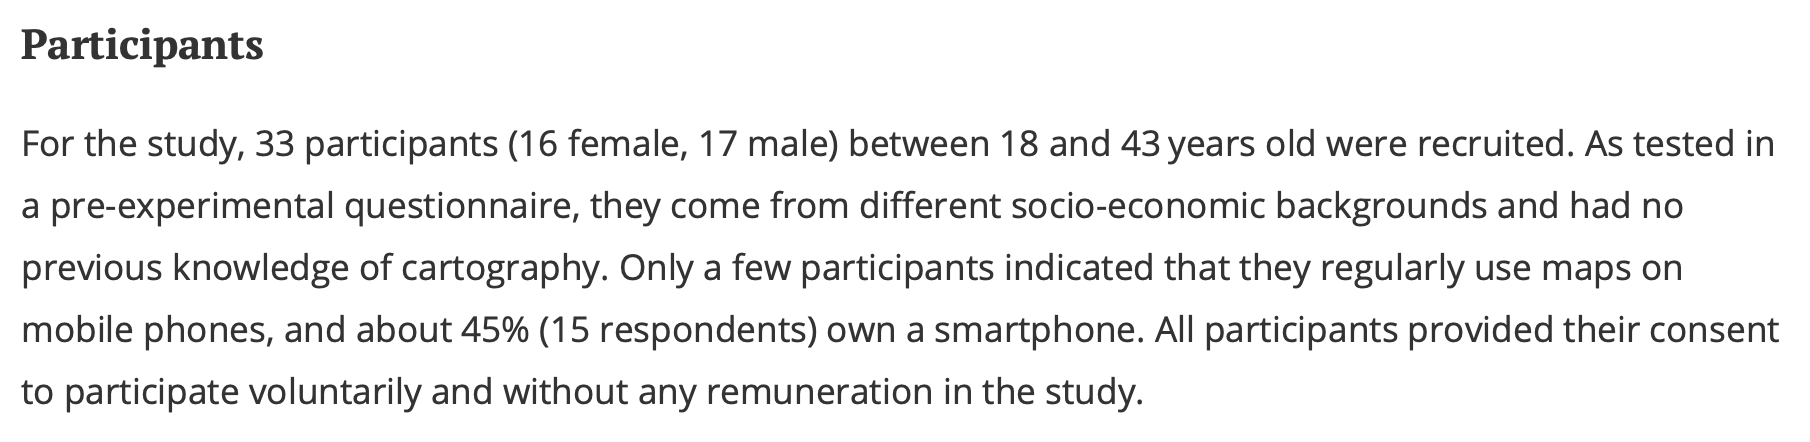 Participants
For the study, 33 participants (16 female, 17 male) between 18 and 43 years old were recruited. As tested in
a pre-experimental questionnaire, they come from different socio-economic backgrounds and had no
previous knowledge of cartography. Only a few participants indicated that they regularly use maps on
mobile phones, and about 45% (15 respondents) own a smartphone. All participants provided their consent
to participate voluntarily and without any remuneration in the study.